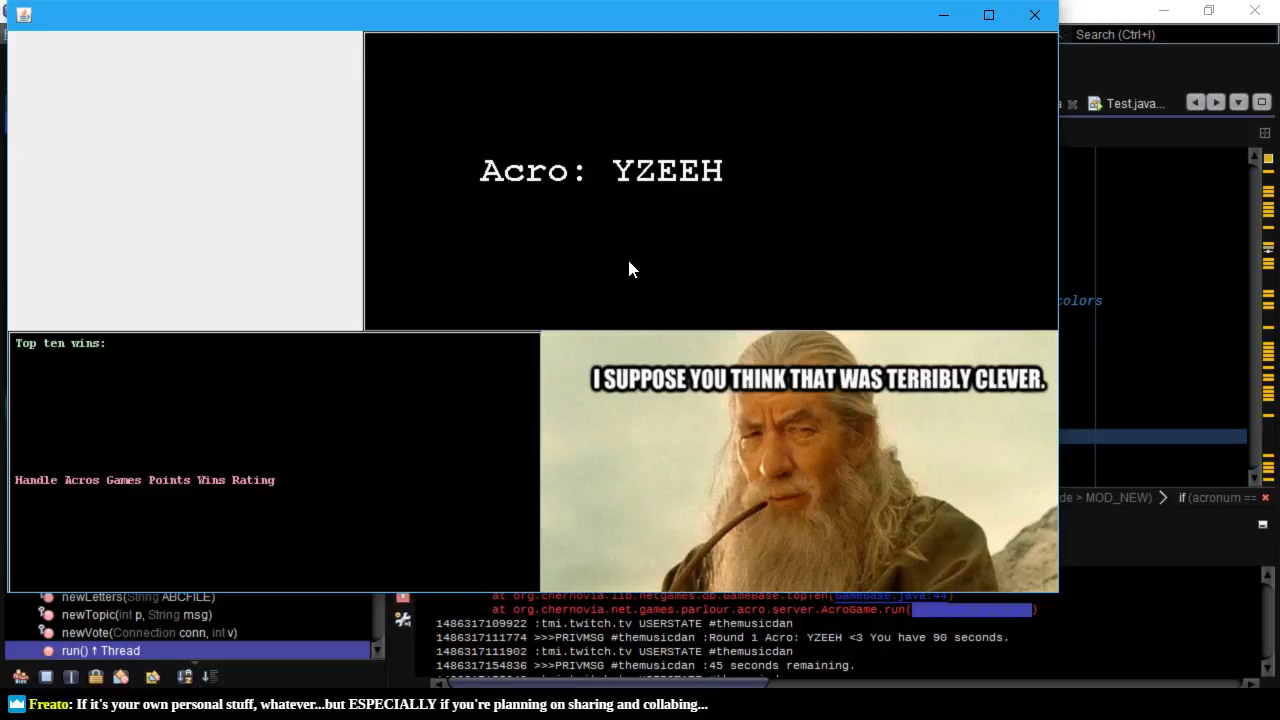 Search (Ctrl+I)
Test.java...
Acro: YZEEH
colors
Top ten wins:
I SUPPOSE YOU THINK THAT WAS TERRIBLY CLEVER.
Handle Acros Games Points Wins Rating
de > MOD_NEW)
if (acronum ==
newLetters(String ABCFILE)
newTopic(int p, String msg)
newVote(Connection conn, int v)
run() ↑ Thread
at org.chernovia.lib.netgames.db.GameBase.topTen(GameBase.java:44)
at org.chernovia.net.games.parlour.acro.server.AcroGame.run(
1486317109922 :tmi.twitch.tv USERSTATE #themusicdan
1486317111774 >>>PRIVMSG #themusicdan :Round 1 Acro: YZEEH <3 You have 90 seconds.
1486317111902 :tmi.twitch.tv USERSTATE #themusicdan
1486317154836 >>>PRIVMSG #themusicdan :45 seconds remaining.
Freato: If it's your own personal stuff, whatever...but ESPECIALLY if you're planning on sharing and collabing...